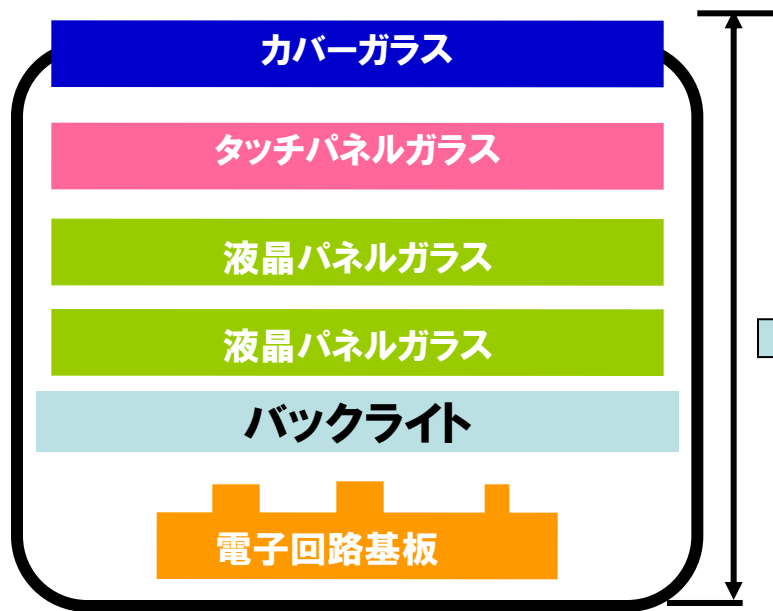 カバーガラス
タッチパネルガラス
液晶パネルガラス
液晶パネルガラス
バックライト
電子回路基板